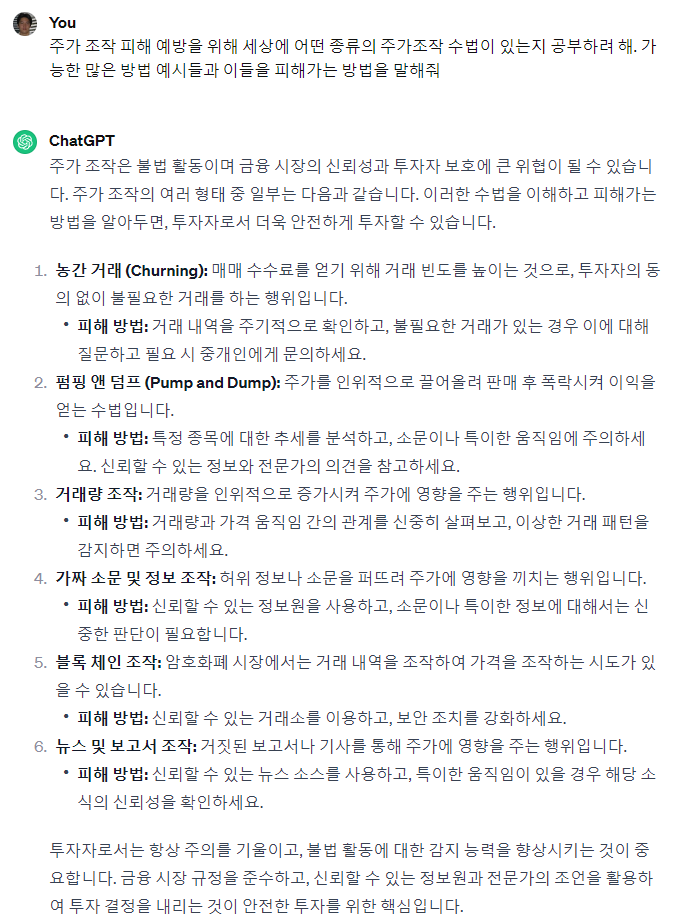 You
주가 조작 피해 예방을 위해 세상에 어떤 종류의 주가조작 수법이 있는지 공부하려 해. 가
능한 많은 방법 예시들과 이들을 피해가는 방법을 말해줘
ChatGPT
주가 조작은 불법 활동이며 금융 시장의 신뢰성과 투자자 보호에 큰 위협이 될 수 있습니
다. 주가 조작의 여러 형태 중 일부는 다음과 같습니다. 이러한 수법을 이해하고 피해가는
방법을 알아두면, 투자자로서 더욱 안전하게 투자할 수 있습니다.
1. 농간 거래 (Churning): 매매 수수료를 얻기 위해 거래 빈도를 높이는 것으로, 투자자의 동
의 없이 불필요한 거래를 하는 행위입니다.
• 피해 방법: 거래 내역을 주기적으로 확인하고, 불필요한 거래가 있는 경우 이에 대해
질문하고 필요 시 중개인에게 문의하세요.
2. 펌핑 앤 덤프 (Pump and Dump): 주가를 인위적으로 끌어올려 판매 후 폭락시켜 이익을
얻는 수법입니다.
• 피해 방법: 특정 종목에 대한 추세를 분석하고, 소문이나 특이한 움직임에 주의하세
요. 신뢰할 수 있는 정보와 전문가의 의견을 참고하세요.
3. 거래량 조작: 거래량을 인위적으로 증가시켜 주가에 영향을 주는 행위입니다.
• 피해 방법: 거래량과 가격 움직임 간의 관계를 신중히 살펴보고, 이상한 거래 패턴을
감지하면 주의하세요.
4. 가짜 소문 및 정보 조작: 허위 정보나 소문을 퍼뜨려 주가에 영향을 끼치는 행위입니다.
• 피해 방법: 신뢰할 수 있는 정보원을 사용하고, 소문이나 특이한 정보에 대해서는 신
중한 판단이 필요합니다.
5. 블록 체인 조작: 암호화폐 시장에서는 거래 내역을 조작하여 가격을 조작하는 시도가 있
을 수 있습니다.
• 피해 방법: 신뢰할 수 있는 거래소를 이용하고, 보안 조치를 강화하세요.
6. 뉴스 및 보고서 조작: 거짓된 보고서나 기사를 통해 주가에 영향을 주는 행위입니다.
• 피해 방법: 신뢰할 수 있는 뉴스 소스를 사용하고, 특이한 움직임이 있을 경우 해당 소
식의 신뢰성을 확인하세요.
투자자로서는 항상 주의를 기울이고, 불법 활동에 대한 감지 능력을 향상시키는 것이 중
요합니다. 금융 시장 규정을 준수하고, 신뢰할 수 있는 정보원과 전문가의 조언을 활용하
여 투자 결정을 내리는 것이 안전한 투자를 위한 핵심입니다.